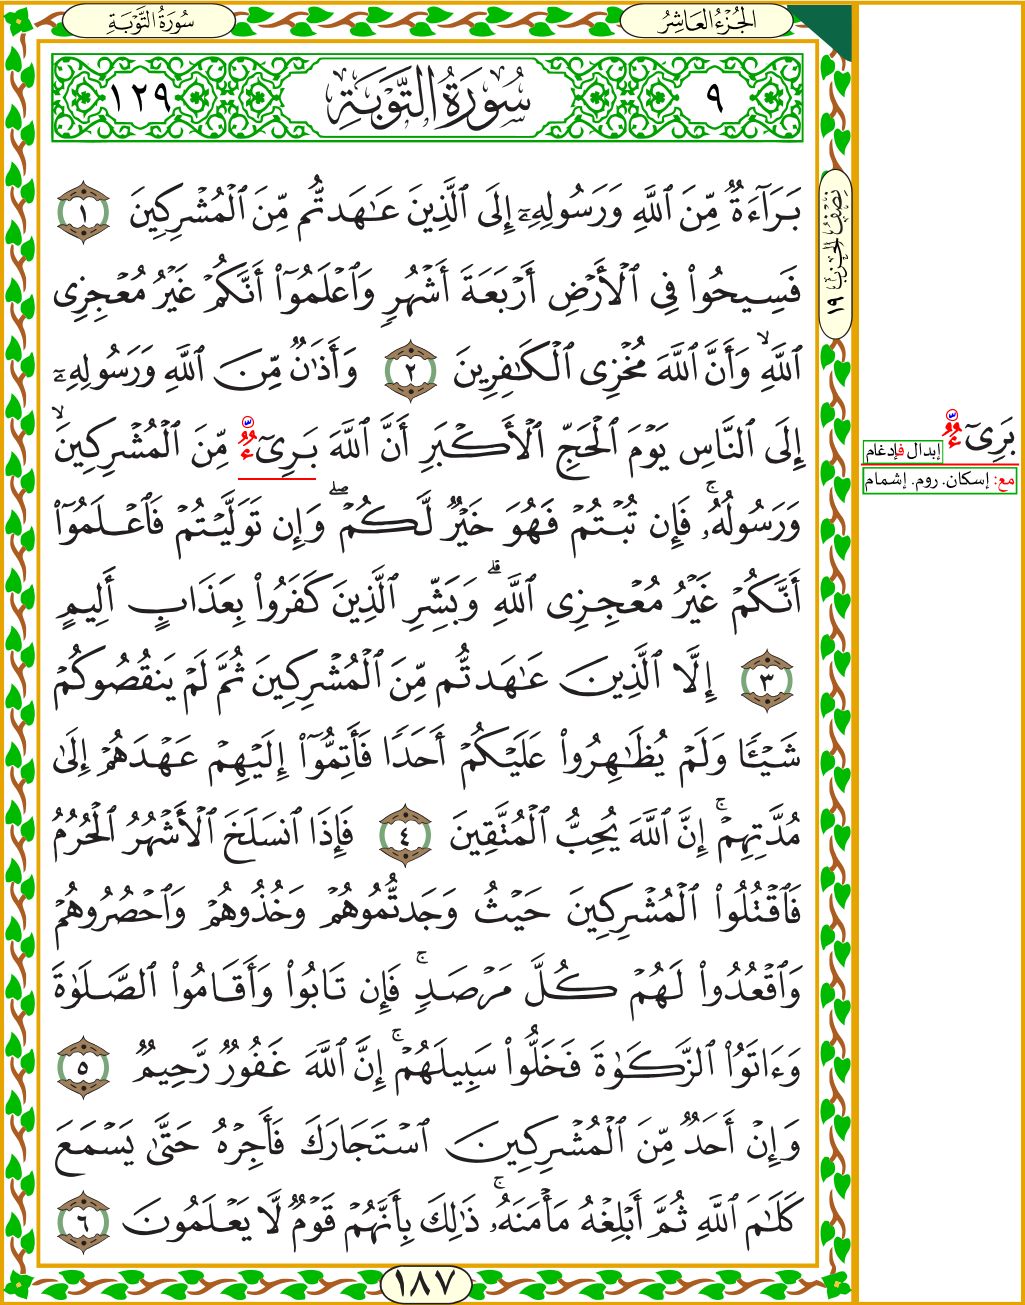 سُورَةُ التَّوْبَةِ
الجُزْءُ العَاشِرُ
٩
سُورَةُ التَّوْبَةِ
١٢٩
بَرَآءَةٌ مِّنَ ٱللَّهِ وَرَسُولِهِۦٓ إِلَى ٱلَّذِينَ عَٰهَدتُّم مِّنَ ٱلْمُشْرِكِينَ ١
فَسِيحُوا۟ فِى ٱلْأَرْضِ أَرْبَعَةَ أَشْهُرٍ وَٱعْلَمُوٓا۟ أَنَّكُمْ غَيْرُ مُعْجِزِى
ٱللَّهِ ۙ وَأَنَّ ٱللَّهَ مُخْزِى ٱلْكَٰفِرِينَ ٢ وَأَذَٰنٌ مِّنَ ٱللَّهِ وَرَسُولِهِۦٓ
إِلَى ٱلنَّاسِ يَوْمَ ٱلْحَجِّ ٱلْأَكْبَرِ أَنَّ ٱللَّهَ بَرِىٓءٌ مِّنَ ٱلْمُشْرِكِينَ ۙ
وَرَسُولُهُۥ ۚ فَإِن تُبْتُمْ فَهُوَ خَيْرٌ لَّكُمْ ۖ وَإِن تَوَلَّيْتُمْ فَٱعْلَمُوٓا۟
أَنَّكُمْ غَيْرُ مُعْجِزِى ٱللَّهِ ۗ وَبَشِّرِ ٱلَّذِينَ كَفَرُوا۟ بِعَذَابٍ أَلِيمٍ
٣ إِلَّا ٱلَّذِينَ عَٰهَدتُّم مِّنَ ٱلْمُشْرِكِينَ ثُمَّ لَمْ يَنقُصُوكُمْ
شَيْـًٔا وَلَمْ يُظَٰهِرُوا۟ عَلَيْكُمْ أَحَدًا فَأَتِمُّوٓا۟ إِلَيْهِمْ عَهْدَهُمْ إِلَىٰ
مُدَّتِهِمْ ۚ إِنَّ ٱللَّهَ يُحِبُّ ٱلْمُتَّقِينَ ٤ فَإِذَا ٱنسَلَخَ ٱلْأَشْهُرُ ٱلْحُرُمُ
فَٱقْتُلُوا۟ ٱلْمُشْرِكِينَ حَيْثُ وَجَدتُّمُوهُمْ وَخُذُوهُمْ وَٱحْصُرُوهُمْ
وَٱقْعُدُوا۟ لَهُمْ كُلَّ مَرْصَدٍ ۚ فَإِن تَابُوا۟ وَأَقَامُوا۟ ٱلصَّلَوٰةَ
وَءَاتَوُا۟ ٱلزَّكَوٰةَ فَخَلُّوا۟ سَبِيلَهُمْ ۚ إِنَّ ٱللَّهَ غَفُورٌ رَّحِيمٌ ٥
وَإِنْ أَحَدٌ مِّنَ ٱلْمُشْرِكِينَ ٱسْتَجَارَكَ فَأَجِرْهُ حَتَّىٰ يَسْمَعَ
كَلَٰمَ ٱللَّهِ ثُمَّ أَبْلِغْهُ مَأْمَنَهُۥ ۚ ذَٰلِكَ بِأَنَّهُمْ قَوْمٌ لَّا يَعْلَمُونَ ٦
١٨٧
نِصْفُ الحِزْبِ ١٩
بَرِىٓءٌ
إبدال فإدغام
مع: إسكان. روم. إشمام